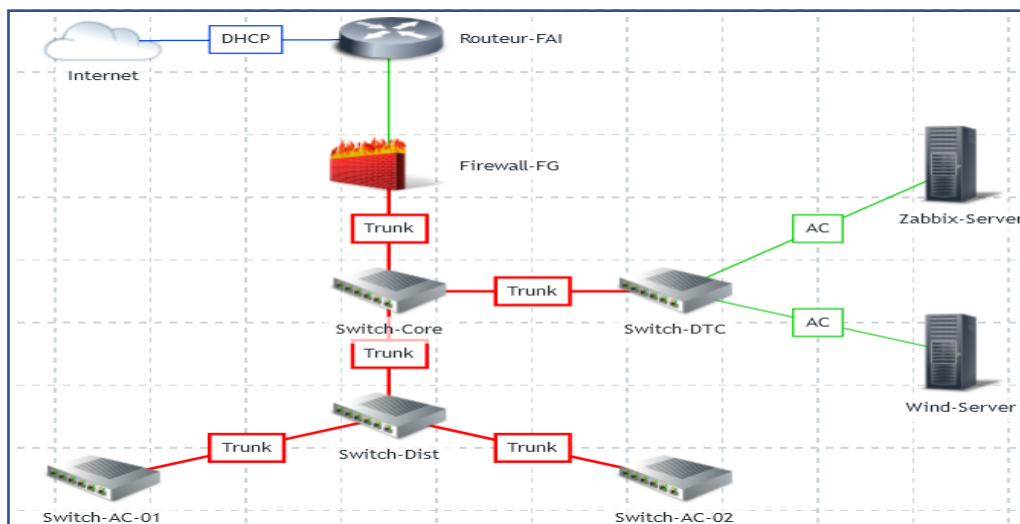 DHCP
Routeur-FAI
Internet
Firewall-FG
Trunk
AC
Zabbix-Server
Trunk
Switch-Core
Switch-DTC
AC
Trunk
Wind-Server
Switch-Dist
Trunk
Trunk
Switch-AC-01
Switch-AC-02